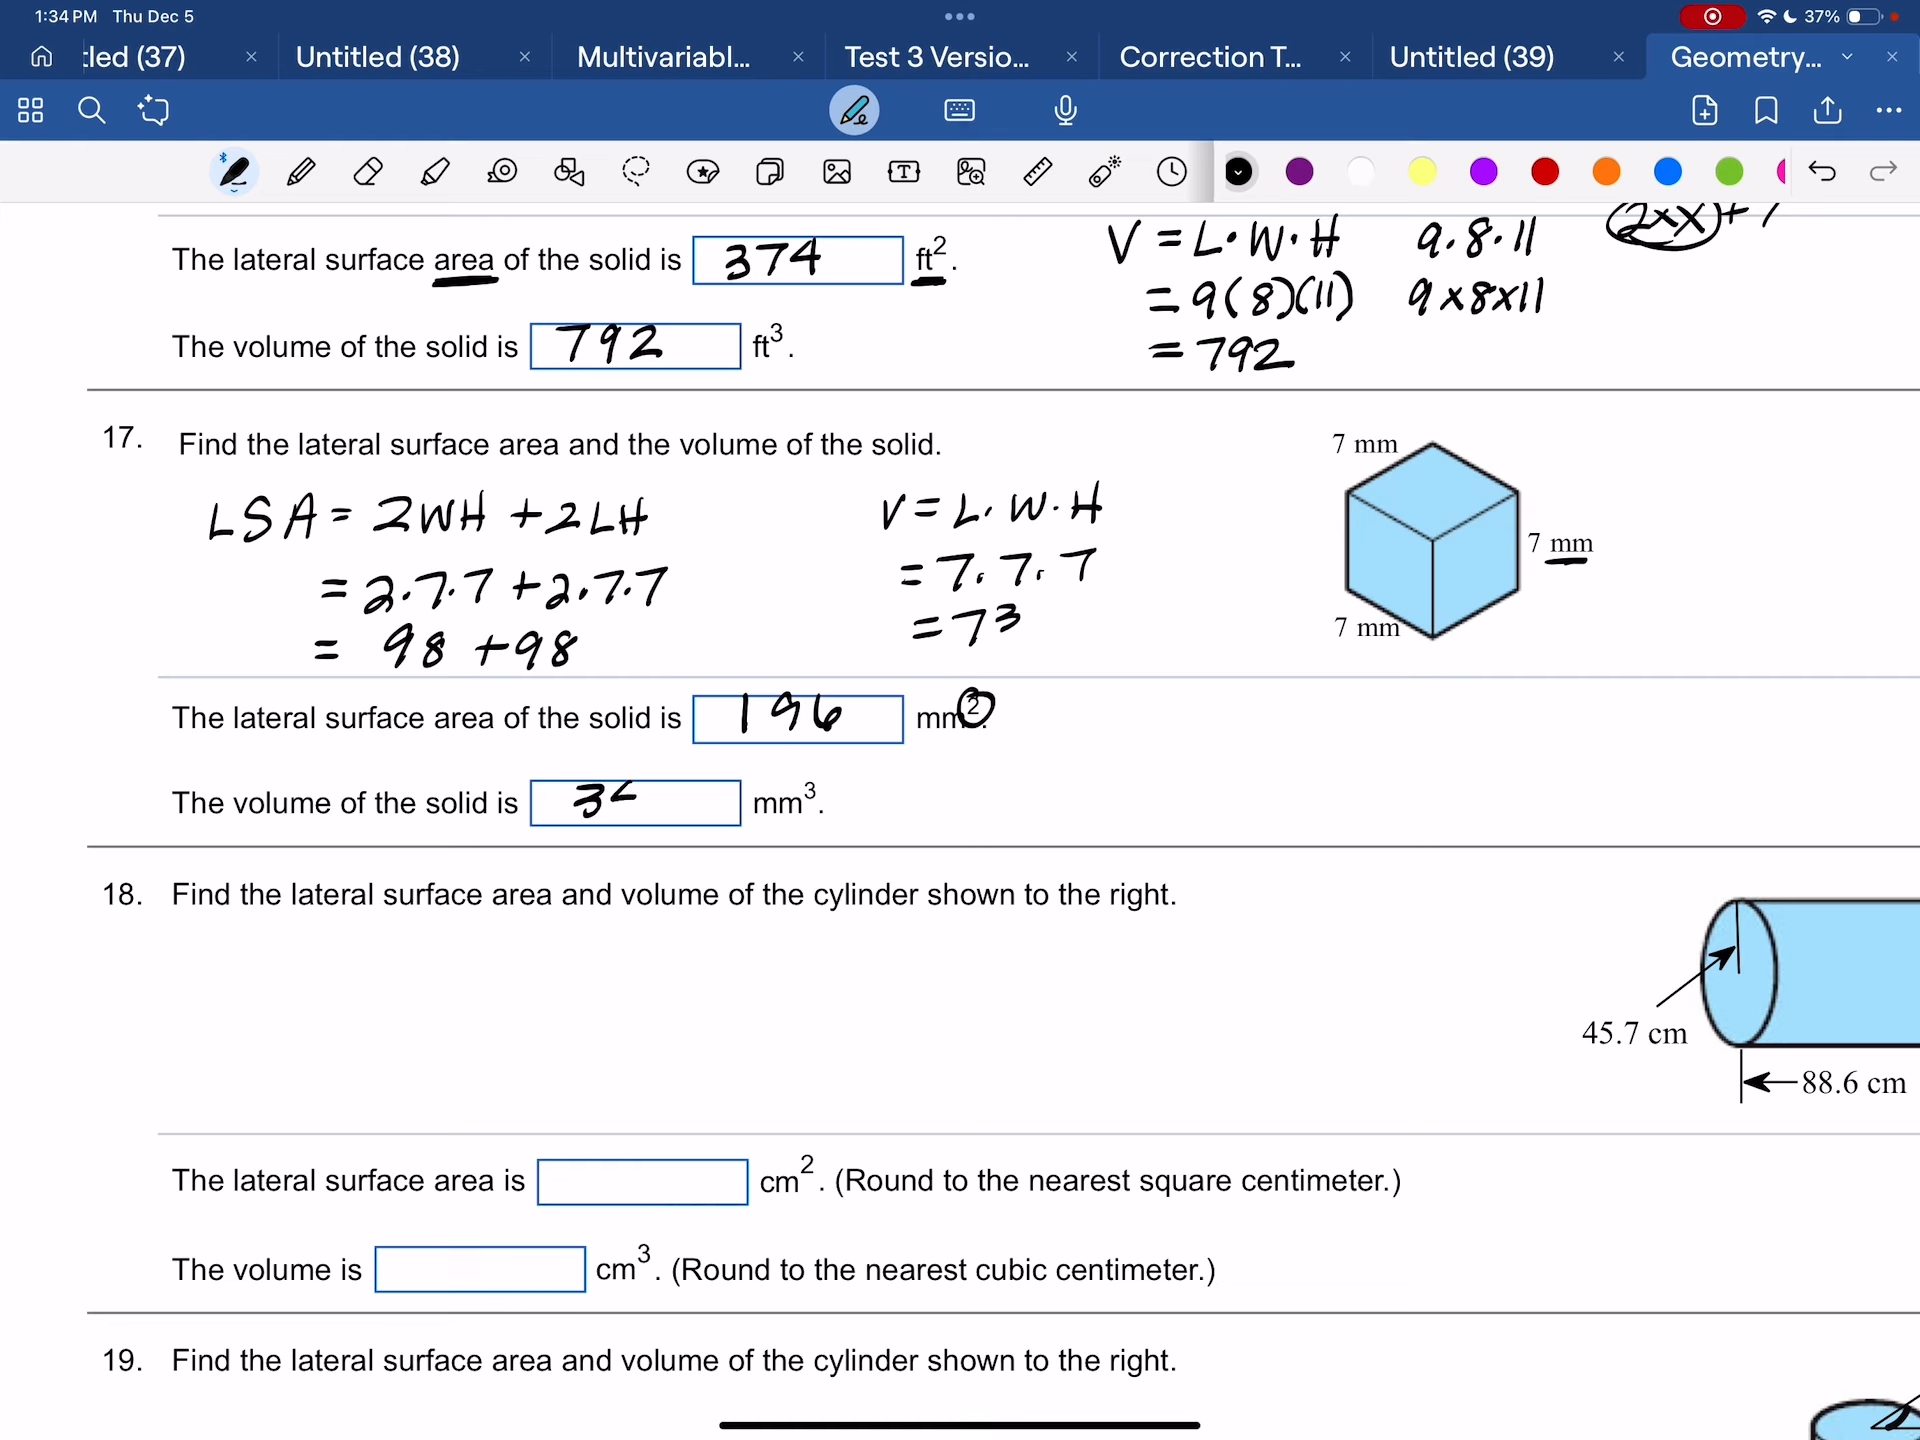 1:34 PM Thu Dec 5
37%
tled (37) Untitled (38) Multivariabl... Test 3 Versio... Correction T... Untitled (39) Geometry...
(2xx)+
The lateral surface area of the solid is 374 ft².
V = L·W·H 9·8·11
= 9(8)(11) 9×8×11
The volume of the solid is 792 ft³.
= 792
17. Find the lateral surface area and the volume of the solid.
7 mm
LSA = 2WH + 2LH
V = L·W·H
= 2·7·7 + 2·7·7
= 7·7·7
7 mm
= 98 + 98
= 7³
7 mm
The lateral surface area of the solid is 196 mm².
The volume of the solid is 3 mm³.
18. Find the lateral surface area and volume of the cylinder shown to the right.
45.7 cm
88.6 cm
The lateral surface area is cm². (Round to the nearest square centimeter.)
The volume is cm³. (Round to the nearest cubic centimeter.)
19. Find the lateral surface area and volume of the cylinder shown to the right.